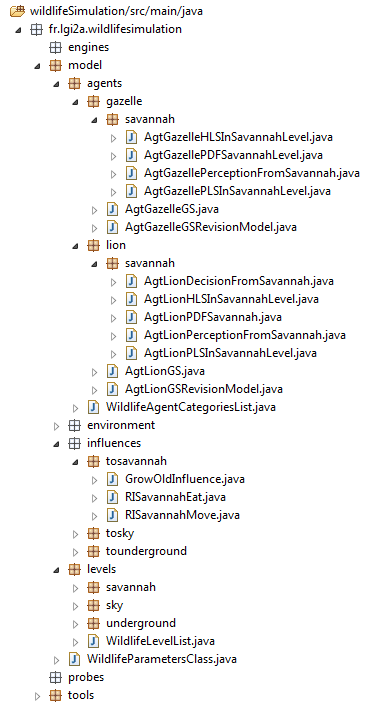 wildlifeSimulation/src/main/java
fr.lgi2a.wildlifesimulation
engines
model
agents
gazelle
savannah
AgtGazelleHLSInSavannahLevel.java
AgtGazellePDFSavannahLevel.java
AgtGazellePerceptionFromSavannah.java
AgtGazellePLSInSavannahLevel.java
AgtGazelleGS.java
AgtGazelleGSRevisionModel.java
lion
savannah
AgtLionDecisionFromSavannah.java
AgtLionHLSInSavannahLevel.java
AgtLionPDFSavannah.java
AgtLionPerceptionFromSavannah.java
AgtLionPLSInSavannahLevel.java
AgtLionGS.java
AgtLionGSRevisionModel.java
WildlifeAgentCategoriesList.java
environment
influences
tosavannah
GrowOldInfluence.java
RISavannahEat.java
RISavannahMove.java
tosky
tounderground
levels
savannah
sky
underground
WildlifeLevelList.java
WildlifeParametersClass.java
probes
tools